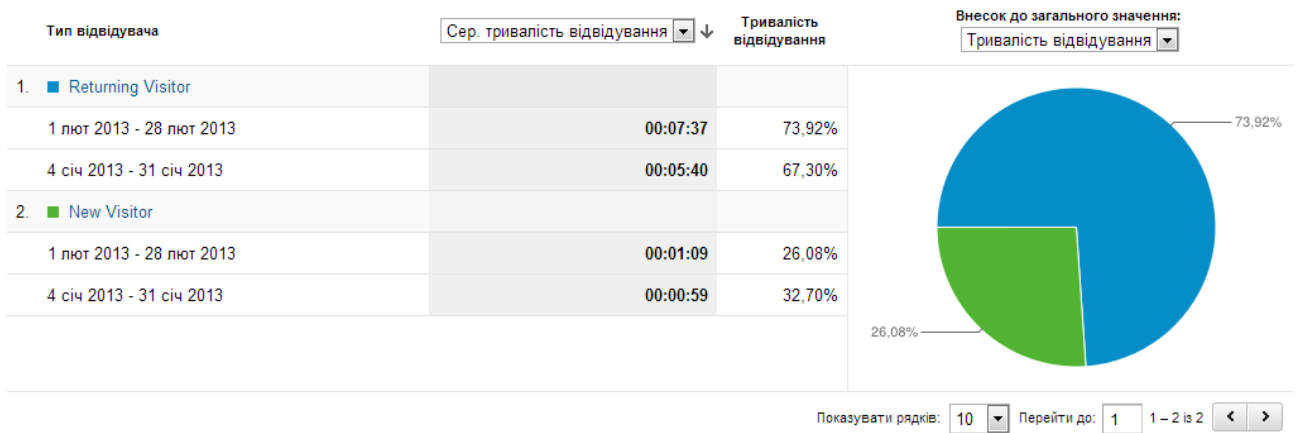 Тип відвідувача
Сер. тривалість відвідування
Тривалість
відвідування
Внесок до загального значення:
Тривалість відвідування
1. Returning Visitor
1 лют 2013 - 28 лют 2013 00:07:37 73,92%
4 січ 2013 - 31 січ 2013 00:05:40 67,30%
2. New Visitor
1 лют 2013 - 28 лют 2013 00:01:09 26,08%
4 січ 2013 - 31 січ 2013 00:00:59 32,70%
73,92%
26,08%
Показувати рядків: 10 Перейти до: 1 1 – 2 із 2